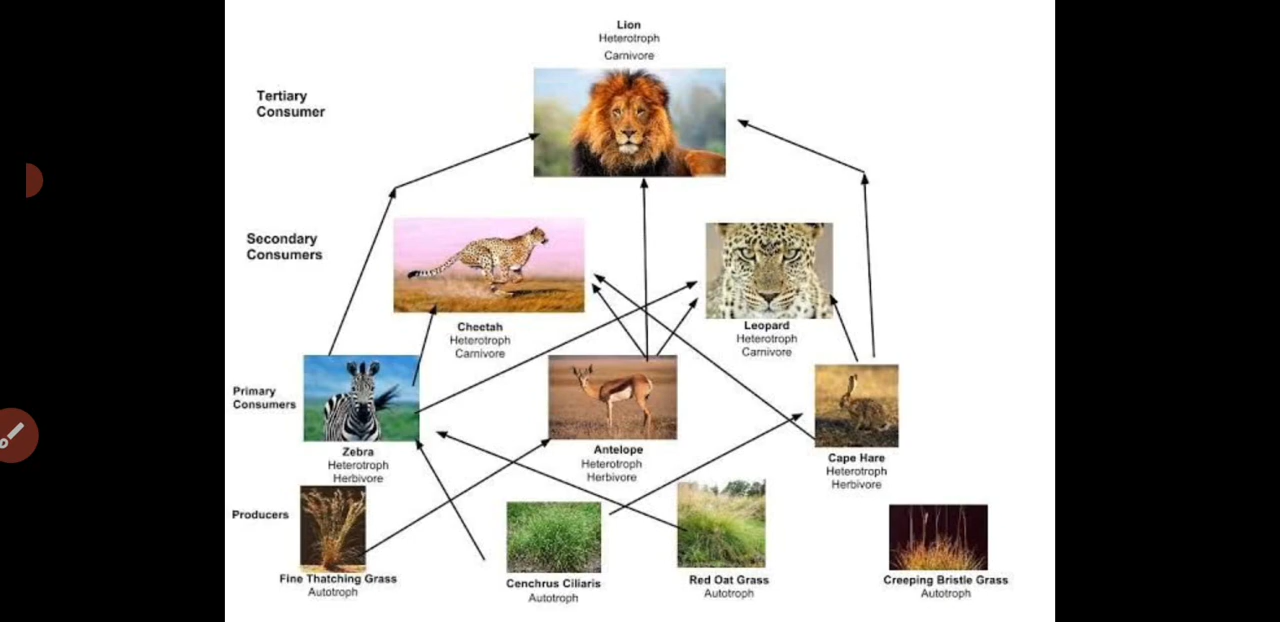 Lion
Heterotroph
Carnivore
Tertiary
Consumer
Secondary
Consumers
Cheetah
Heterotroph
Carnivore
Leopard
Heterotroph
Carnivore
Primary
Consumers
Zebra
Heterotroph
Herbivore
Antelope
Heterotroph
Herbivore
Cape Hare
Heterotroph
Herbivore
Producers
Fine Thatching Grass
Autotroph
Cenchrus Ciliaris
Autotroph
Red Oat Grass
Autotroph
Creeping Bristle Grass
Autotroph